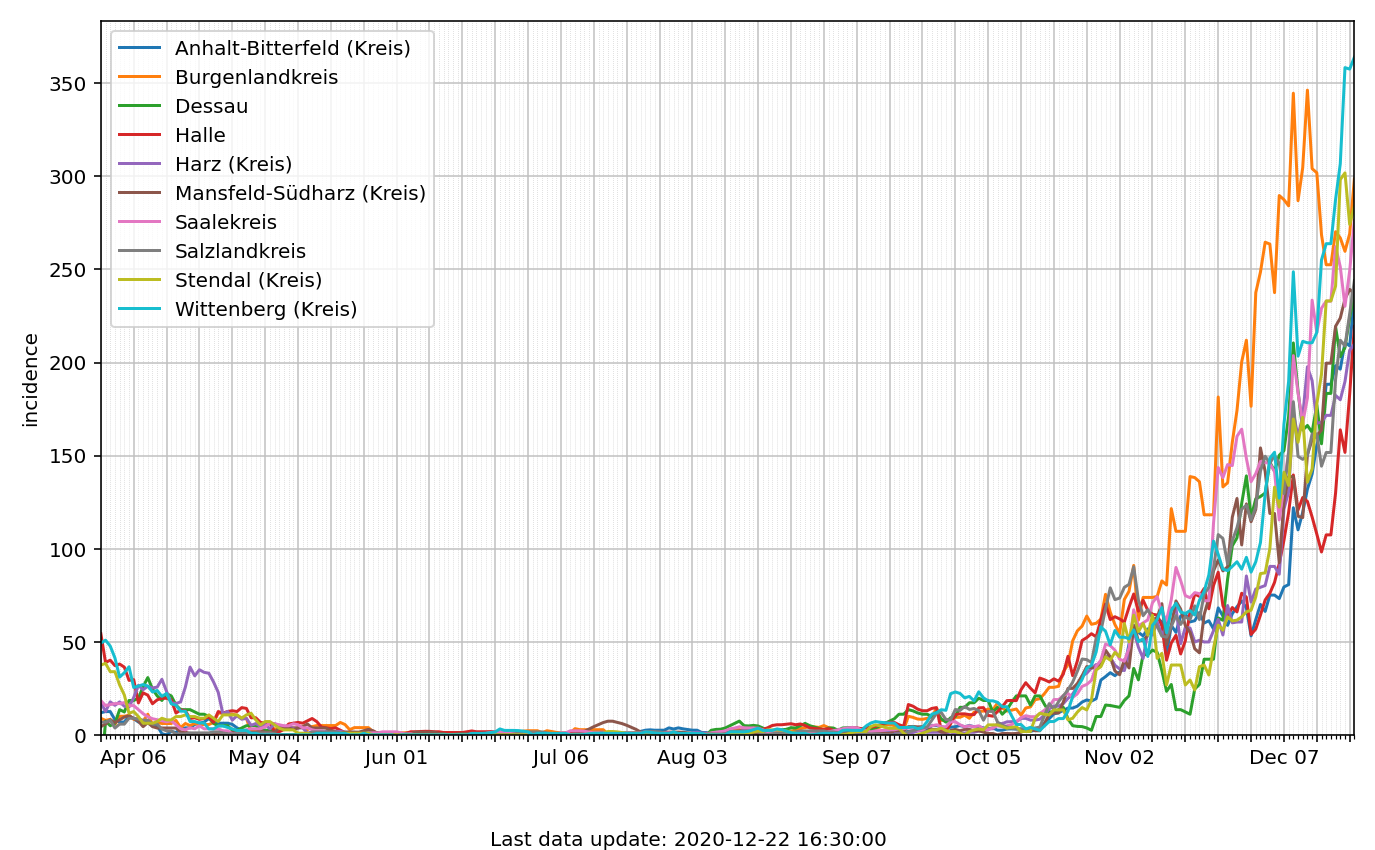 Anhalt-Bitterfeld (Kreis)
Burgenlandkreis
Dessau
Halle
Harz (Kreis)
Mansfeld-Südharz (Kreis)
Saalekreis
Salzlandkreis
Stendal (Kreis)
Wittenberg (Kreis)
incidence
350
300
250
200
150
100
50
0
Apr 06 May 04 Jun 01 Jul 06 Aug 03 Sep 07 Oct 05 Nov 02 Dec 07
Last data update: 2020-12-22 16:30:00